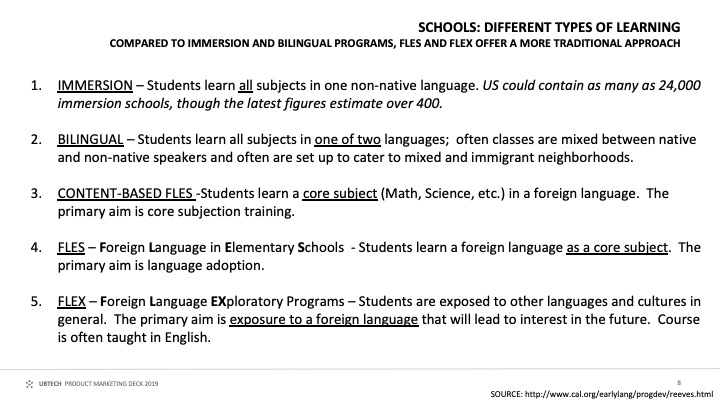 SCHOOLS: DIFFERENT TYPES OF LEARNING
COMPARED TO IMMERSION AND BILINGUAL PROGRAMS, FLES AND FLEX OFFER A MORE TRADITIONAL APPROACH
1. IMMERSION – Students learn all subjects in one non-native language. US could contain as many as 24,000
immersion schools, though the latest figures estimate over 400.
2. BILINGUAL – Students learn all subjects in one of two languages;  often classes are mixed between native
and non-native speakers and often are set up to cater to mixed and immigrant neighborhoods.
3. CONTENT-BASED FLES -Students learn a core subject (Math, Science, etc.) in a foreign language.  The
primary aim is core subjection training.
4. FLES – Foreign Language in Elementary Schools  - Students learn a foreign language as a core subject.  The
primary aim is language adoption.
5. FLEX – Foreign Language EXploratory Programs – Students are exposed to other languages and cultures in
general.  The primary aim is exposure to a foreign language that will lead to interest in the future.  Course
is often taught in English.
UBTECH PRODUCT MARKETING DECK 2019
8
SOURCE: http://www.cal.org/earlylang/progdev/reeves.html